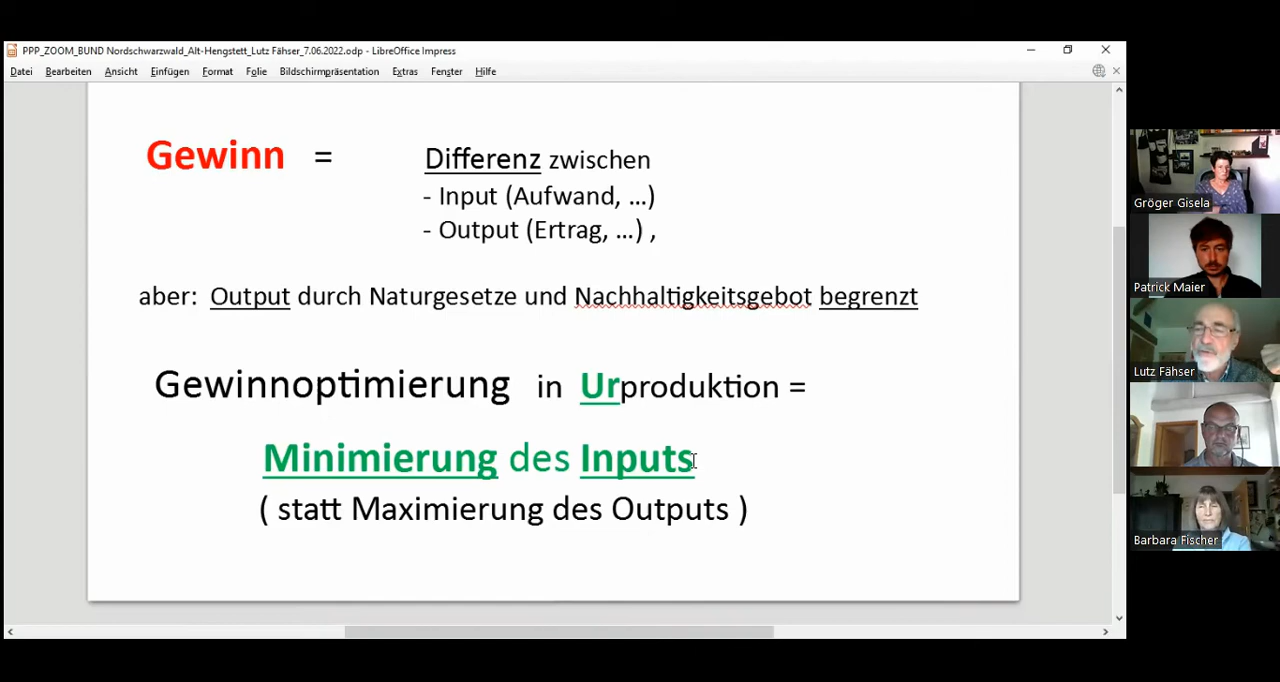 PPP_ZOOM_BUND Nordschwarzwald_Alt-Hengstett_Lutz Fähser_7.06.2022.odp - LibreOffice Impress
Datei Bearbeiten Ansicht Einfügen Format Folie Bildschirmpräsentation Extras Fenster Hilfe
Gewinn = Differenz zwischen
- Input (Aufwand, ...)
- Output (Ertrag, ...) ,
aber: Output durch Naturgesetze und Nachhaltigkeitsgebot begrenzt
Gewinnoptimierung in Urproduktion =
Minimierung des Inputs
( statt Maximierung des Outputs )
Gröger Gisela
Patrick Maier
Lutz Fähser
Barbara Fischer